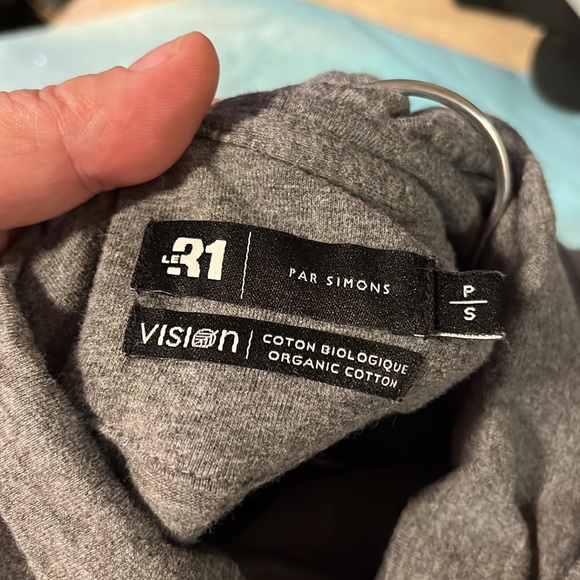 LE 31
PAR SIMONS
P
S
VISION
COTON BIOLOGIQUE
ORGANIC COTTON